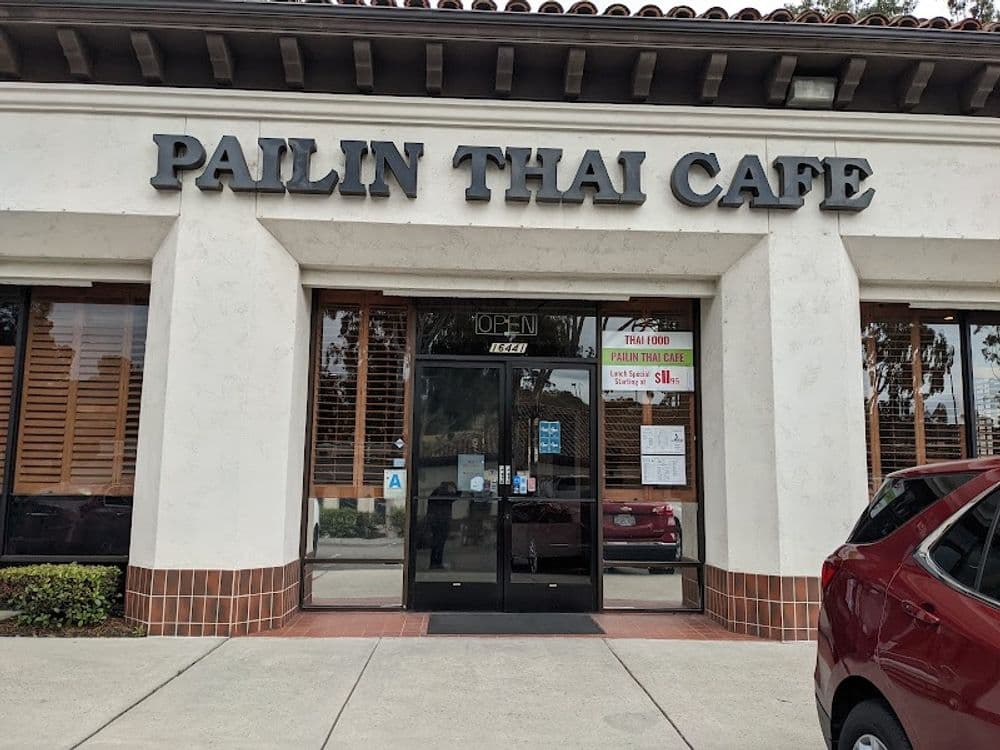 PAILIN THAI CAFE
OPEN
16441
THAI FOOD
PAILIN THAI CAFE
Lunch Special
Starting at $11.95
A